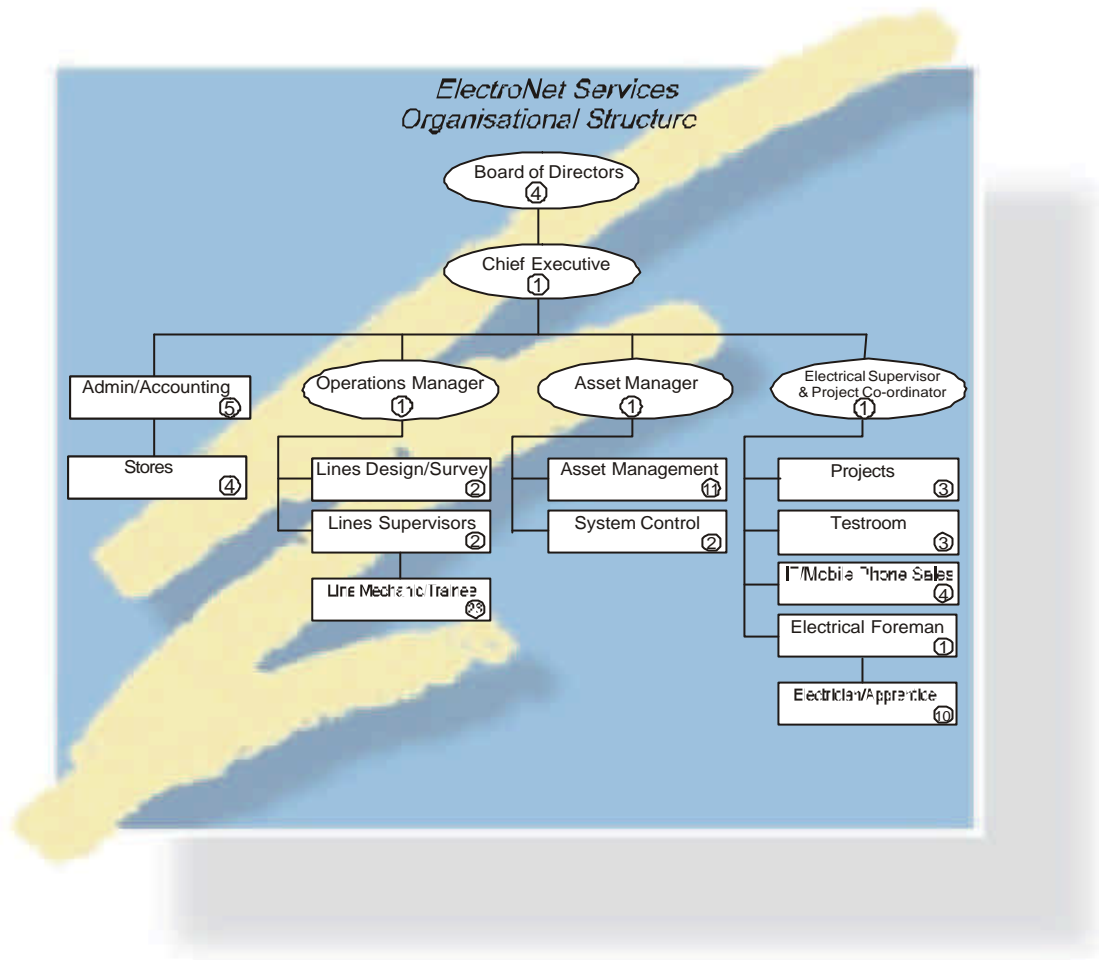 ElectroNet Services
Organisational Structure
Board of Directors
4
Chief Executive
1
Admin/Accounting
5
Stores
4
Operations Manager
1
Lines Design/Survey
2
Lines Supervisors
2
Line Mechanic/Trainee
23
Asset Manager
1
Asset Management
11
System Control
2
Electrical Supervisor
& Project Co-ordinator
1
Projects
3
Testroom
3
IT/Mobile Phone Sales
4
Electrical Foreman
1
Electrician/Apprentice
10